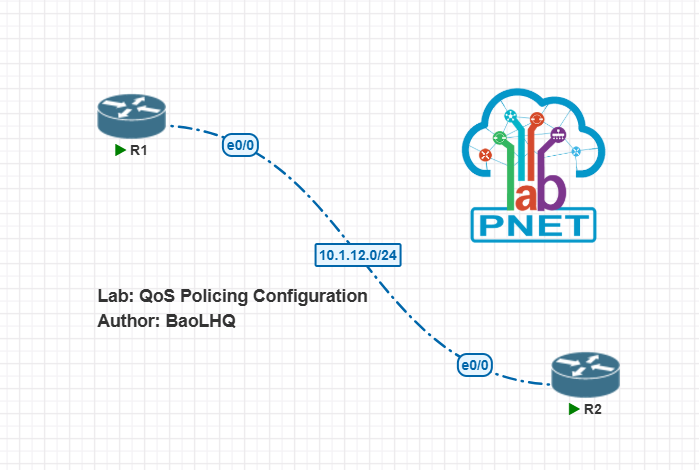 R1
e0/0
lab
PNET
10.1.12.0/24
Lab: QoS Policing Configuration
Author: BaoLHQ
e0/0
R2